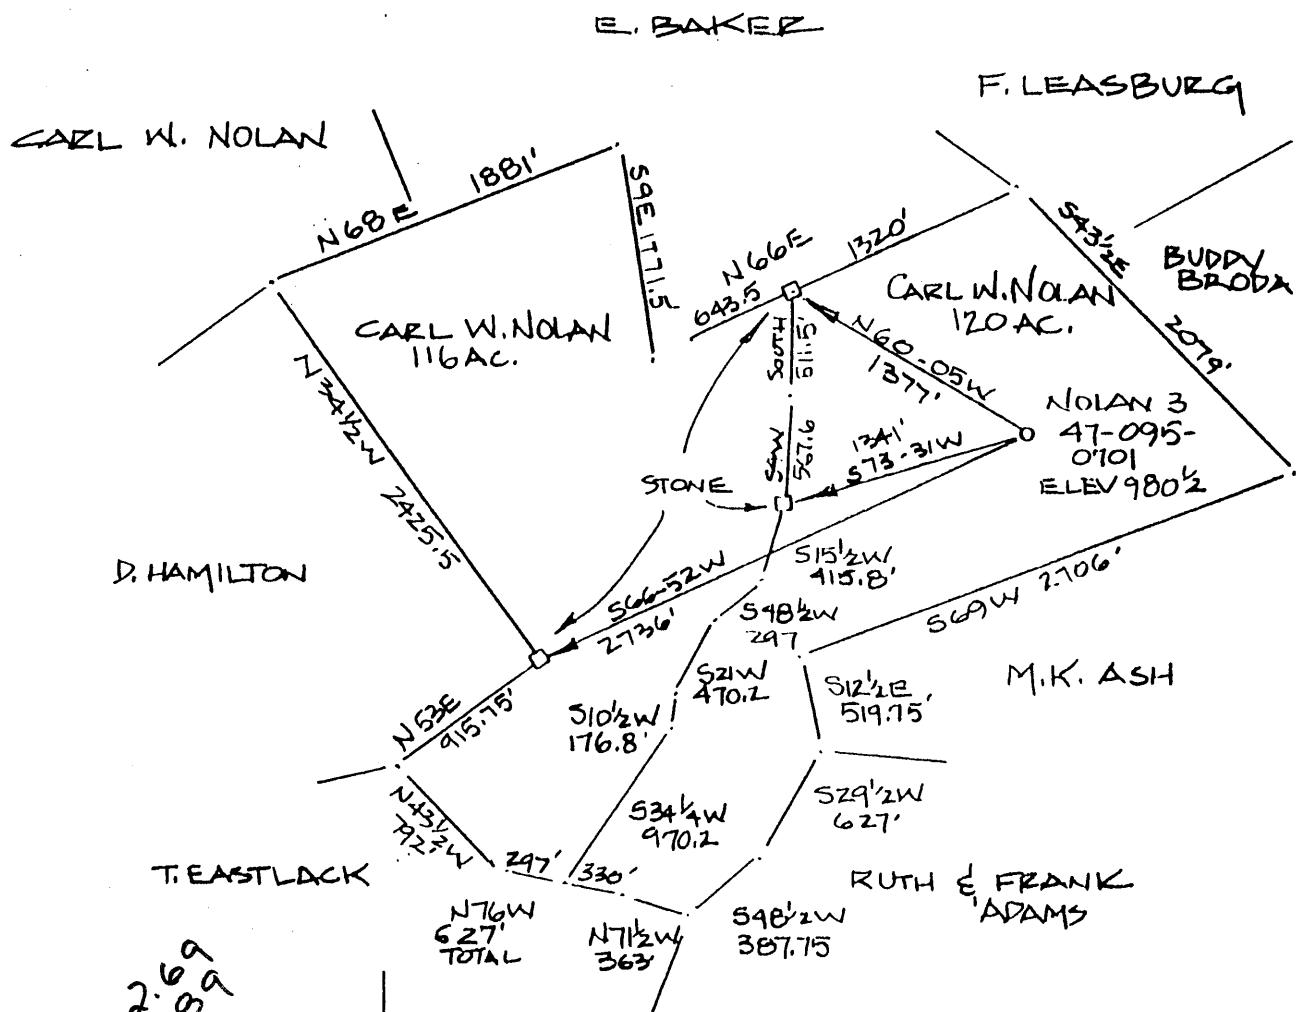 E. BAKER
F. LEASBURG
CARL W. NOLAN
N68E 1881'
S9E 1771.5'
N66E
643.5
1320'
S43½E
2079'
BUDDY
BRODA
CARL W. NOLAN
116 AC.
CARL W. NOLAN
120 AC.
SOUTH
511.5'
N60-05W
1377'
NOLAN 3
47-095-
0701
ELEV 980½
N34½W 2425.5
567.6
1341'
S73-31W
STONE
D. HAMILTON
S66-52W
2736'
S15½W
415.8'
S48½W
297
S69W 2706'
S21W
470.2
M.K. ASH
S12½E
519.75'
S10½W
176.8'
N53E
915.75'
N43½W
792'
S34¼W
970.2
S29½W
627'
T. EASTLACK
297'
330'
RUTH & FRANK
ADAMS
N76W
627'
TOTAL
N71½W
363'
S48½W
387.75
2.69
89